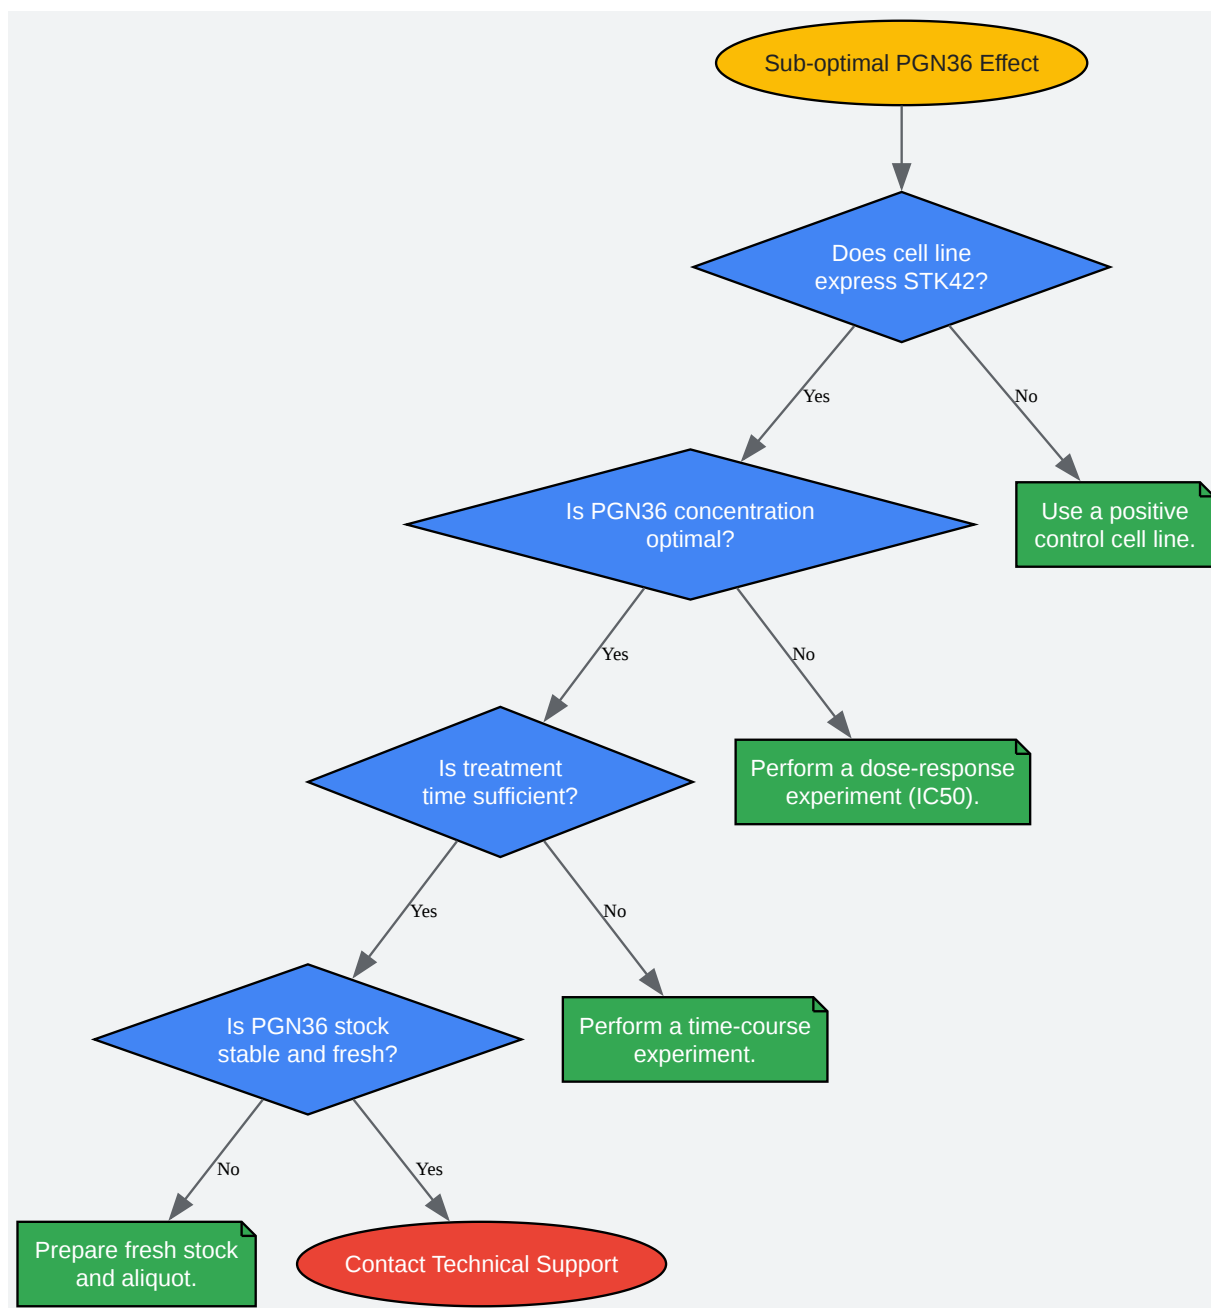 Sub-optimal PGN36 Effect
Does cell line
express STK42?
Yes
No
Is PGN36 concentration
optimal?
Use a positive
control cell line.
Yes
No
Is treatment
time sufficient?
Perform a dose-response
experiment (IC50).
Yes
No
Is PGN36 stock
stable and fresh?
Perform a time-course
experiment.
No
Yes
Prepare fresh stock
and aliquot.
Contact Technical Support